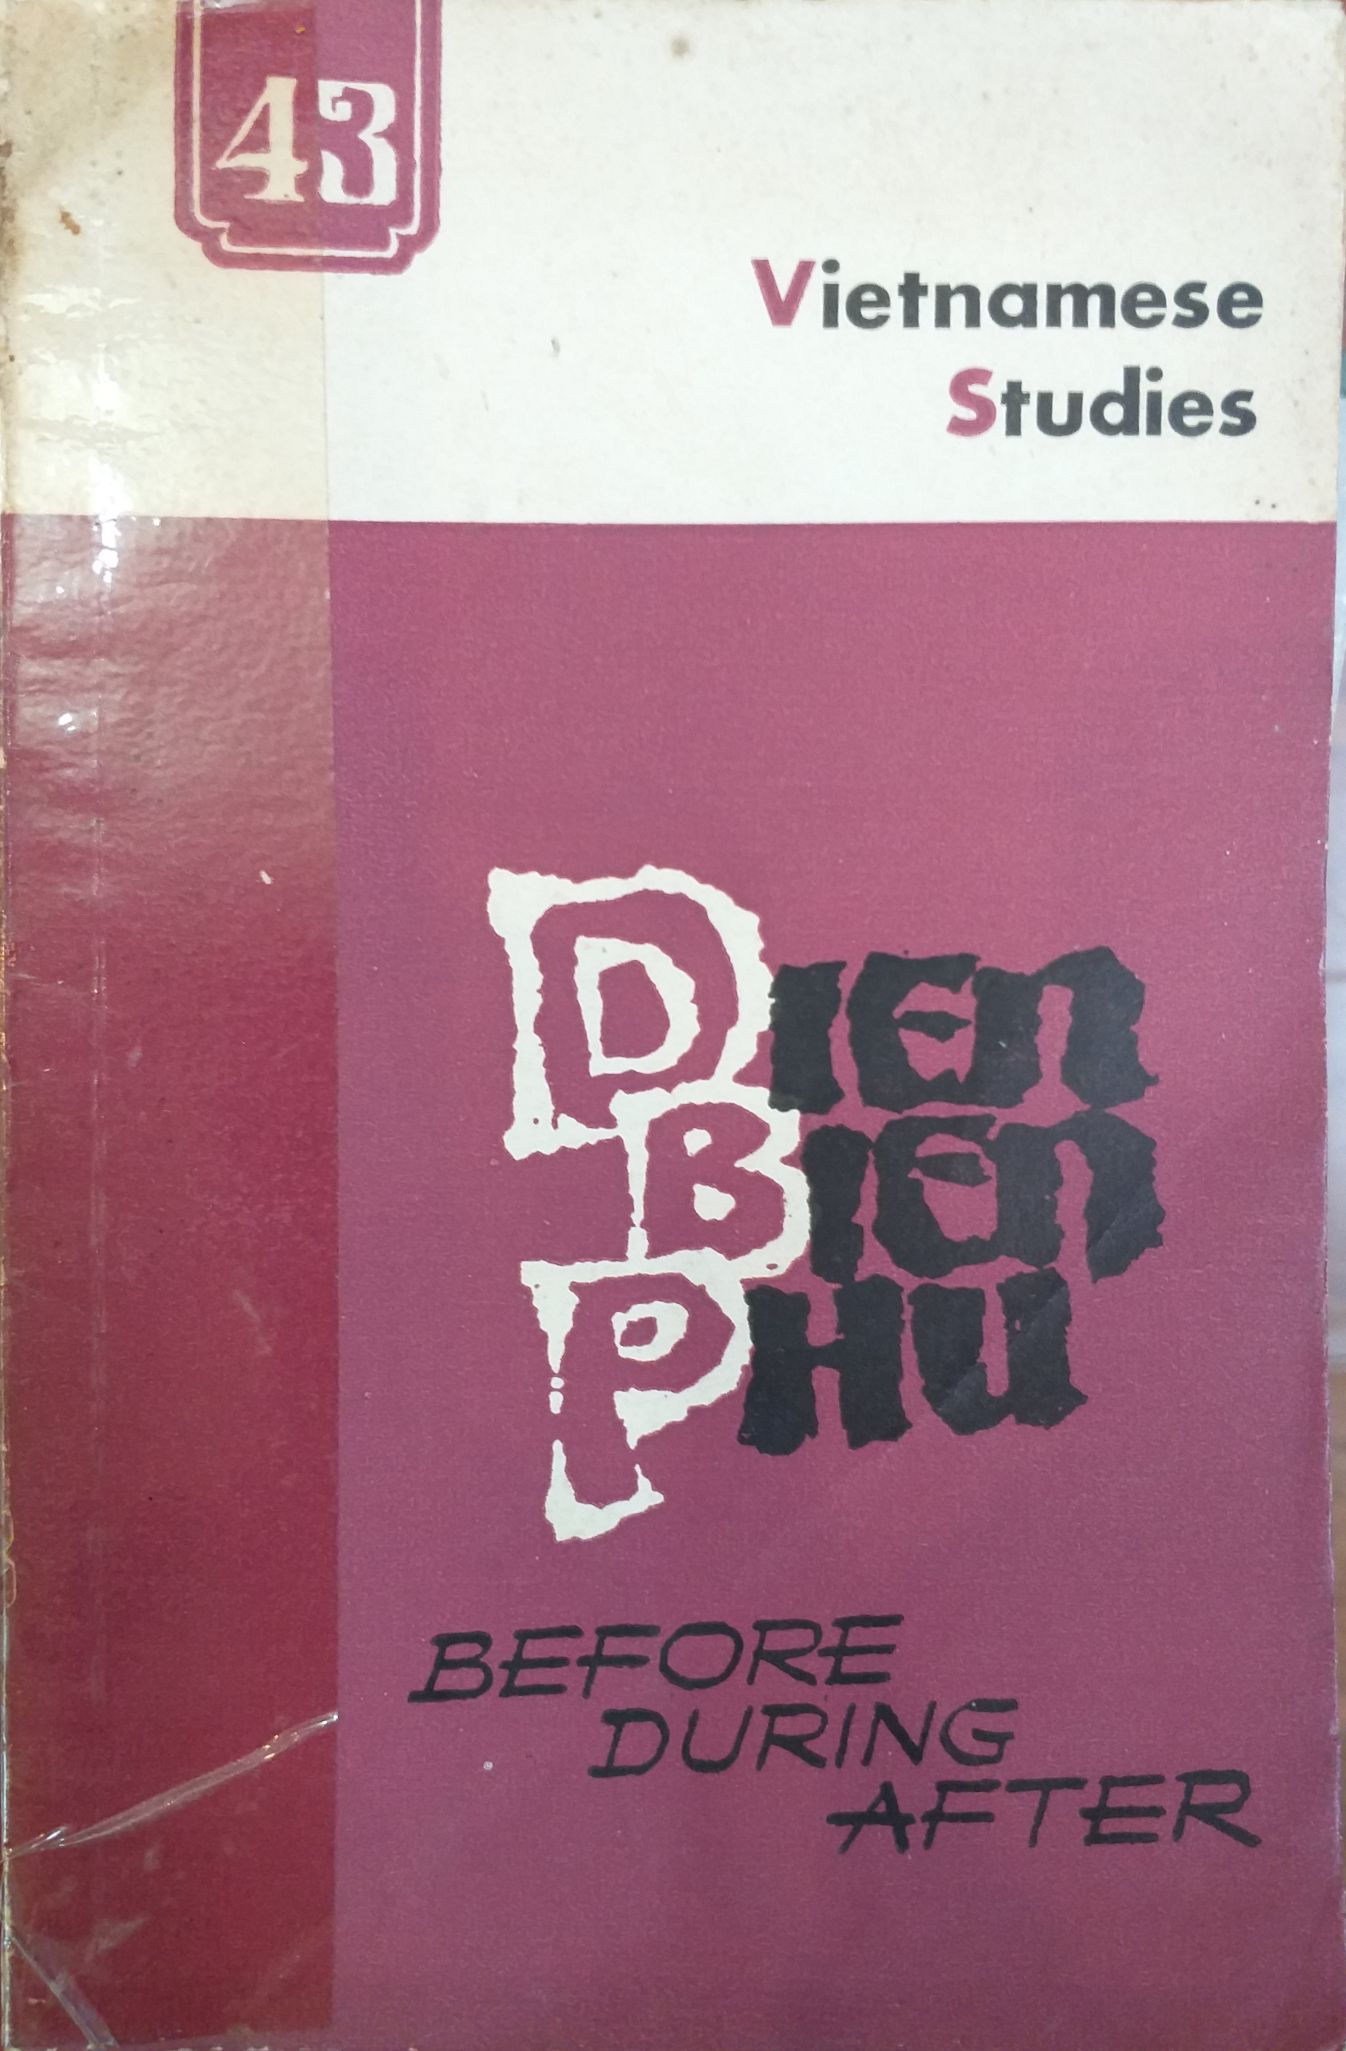 43
Vietnamese
Studies
Dien
Bien
Phu
BEFORE
DURING
AFTER